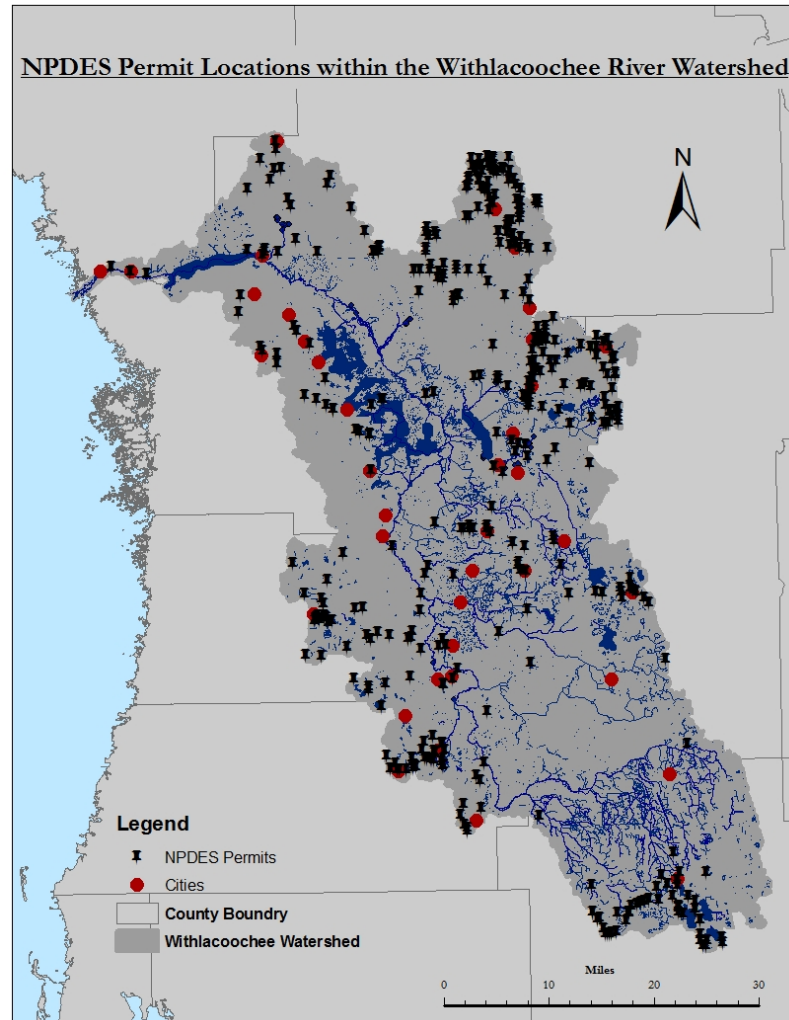 NPDES Permit Locations within the Withlacoochee River Watershed
N
Legend
NPDES Permits
Cities
County Boundry
Withlacoochee Watershed
Miles
0 10 20 30